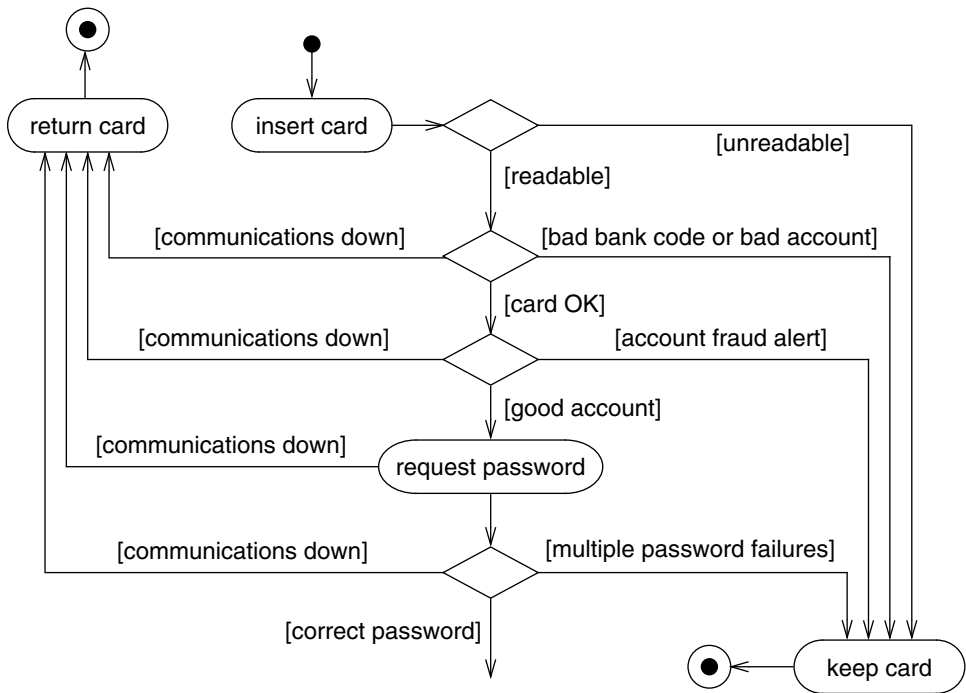 return card
insert card
[unreadable]
[readable]
[communications down]
[bad bank code or bad account]
[card OK]
[communications down]
[account fraud alert]
[good account]
[communications down]
request password
[communications down]
[multiple password failures]
[correct password]
keep card